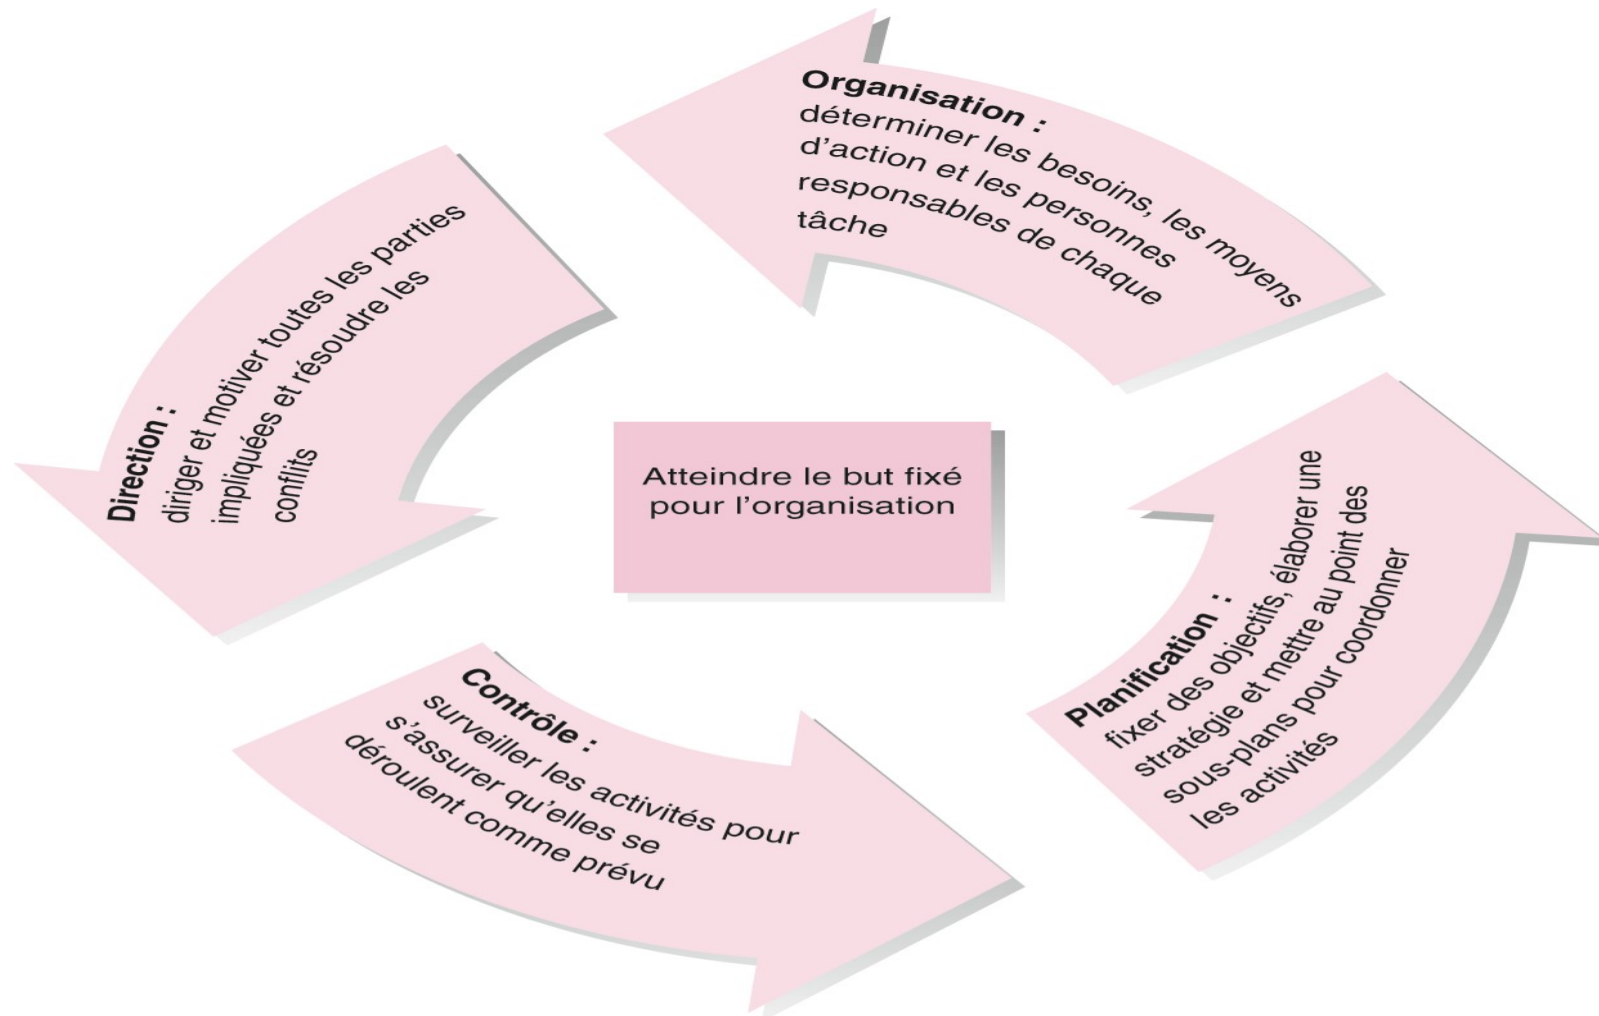 Organisation :
déterminer les besoins, les moyens
d’action et les personnes
responsables de chaque
tâche
Direction :
diriger et motiver toutes les parties
impliquées et résoudre les
conflits
Atteindre le but fixé
pour l’organisation
Planification :
fixer des objectifs, élaborer une
stratégie et mettre au point des
sous-plans pour coordonner
les activités
Contrôle :
surveiller les activités pour
s’assurer qu’elles se
déroulent comme prévu